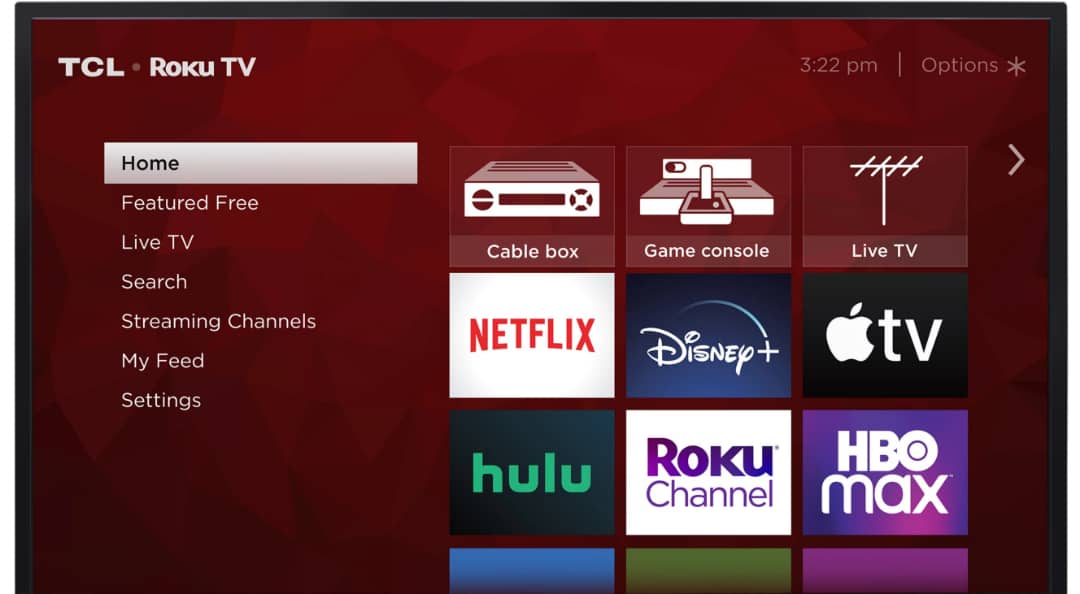 TCL • Roku TV
3:22 pm | Options
Home
Featured Free
Live TV
Search
Streaming Channels
My Feed
Settings
Cable box
Game console
Live TV
NETFLIX
Disney+
tv
hulu
Roku Channel
HBO max